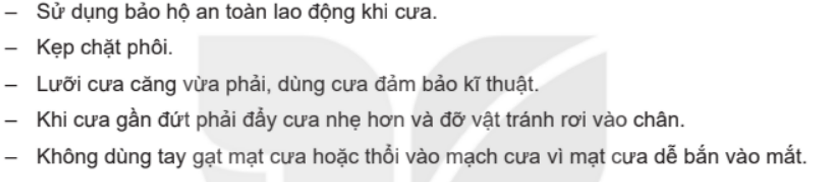 – Sử dụng bảo hộ an toàn lao động khi cưa.
– Kẹp chặt phôi.
– Lưỡi cưa căng vừa phải, dùng cưa đảm bảo kĩ thuật.
– Khi cưa gần đứt phải đẩy cưa nhẹ hơn và đỡ vật tránh rơi vào chân.
– Không dùng tay gạt mạt cưa hoặc thổi vào mạch cưa vì mạt cưa dễ bắn vào mắt.